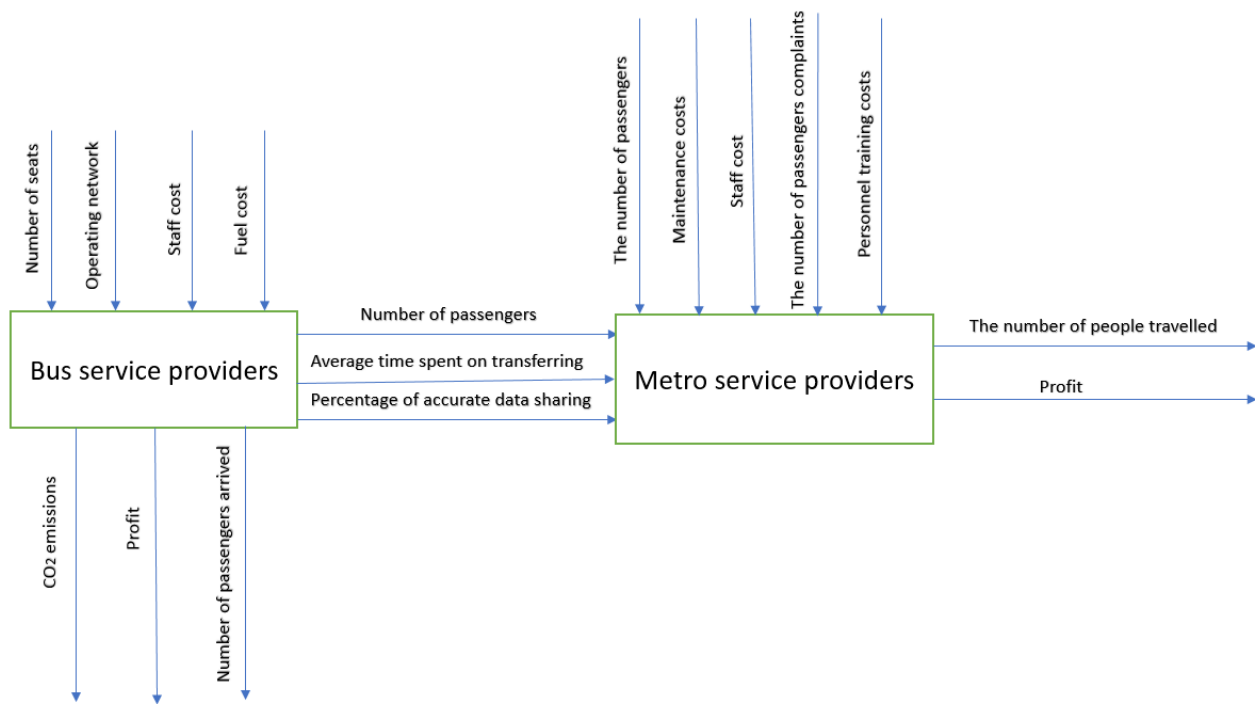 Number of seats
Operating network
Staff cost
Fuel cost
Bus service providers
CO2 emissions
Profit
Number of passengers arrived
Number of passengers
Average time spent on transferring
Percentage of accurate data sharing
The number of passengers
Maintenance costs
Staff cost
The number of passengers complaints
Personnel training costs
Metro service providers
The number of people travelled
Profit